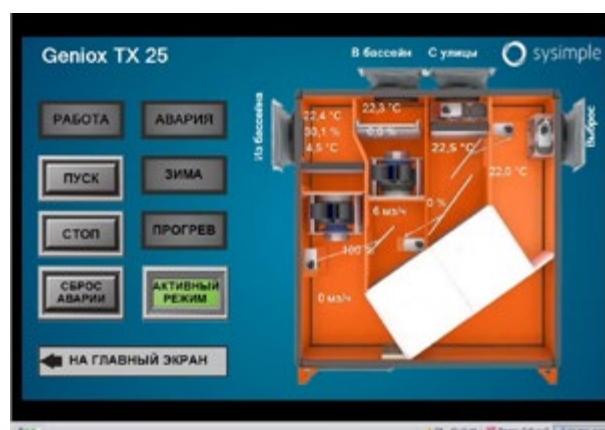 Geniox TX 25
В бассейн С улицы
sysimple
Из бассейна
Выброс
РАБОТА
АВАРИЯ
ПУСК
ЗИМА
СТОП
ПРОГРЕВ
СБРОС
АВАРИИ
АКТИВНЫЙ
РЕЖИМ
НА ГЛАВНЫЙ ЭКРАН
22,4 °C
30,1 %
4,5 °C
22,3 °C
0,0 %
22,5 °C
22,0 °C
6 мз/ч
0 %
100 %
0 мз/ч